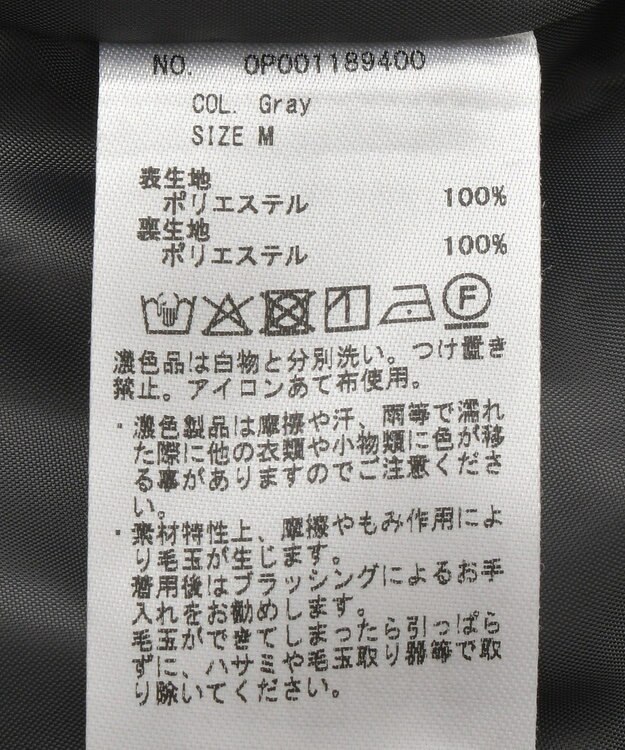 NO. 0P001189400
COL. Gray
SIZE M
表生地
ポリエステル 100%
裏生地
ポリエステル 100%
F
濃色品は白物と分別洗い。つけ置き
禁止。アイロンあて布使用。
・濃色製品は摩擦や汗、雨等で濡れ
た際に他の衣類や小物類に色が移
る事がありますのでご注意くださ
い。
・素材特性上、摩擦やもみ作用によ
り毛玉が生じます。
着用後はブラッシングによるお手
入れをお勧めします。
毛玉ができてしまったら引っぱら
ずに、ハサミや毛玉取り器等で取
り除いてください。